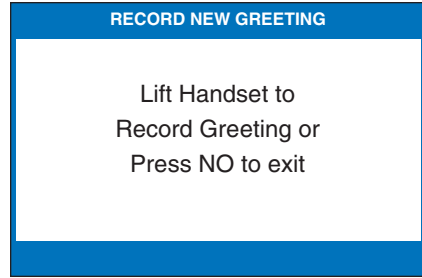 RECORD NEW GREETING
Lift Handset to
Record Greeting or
Press NO to exit